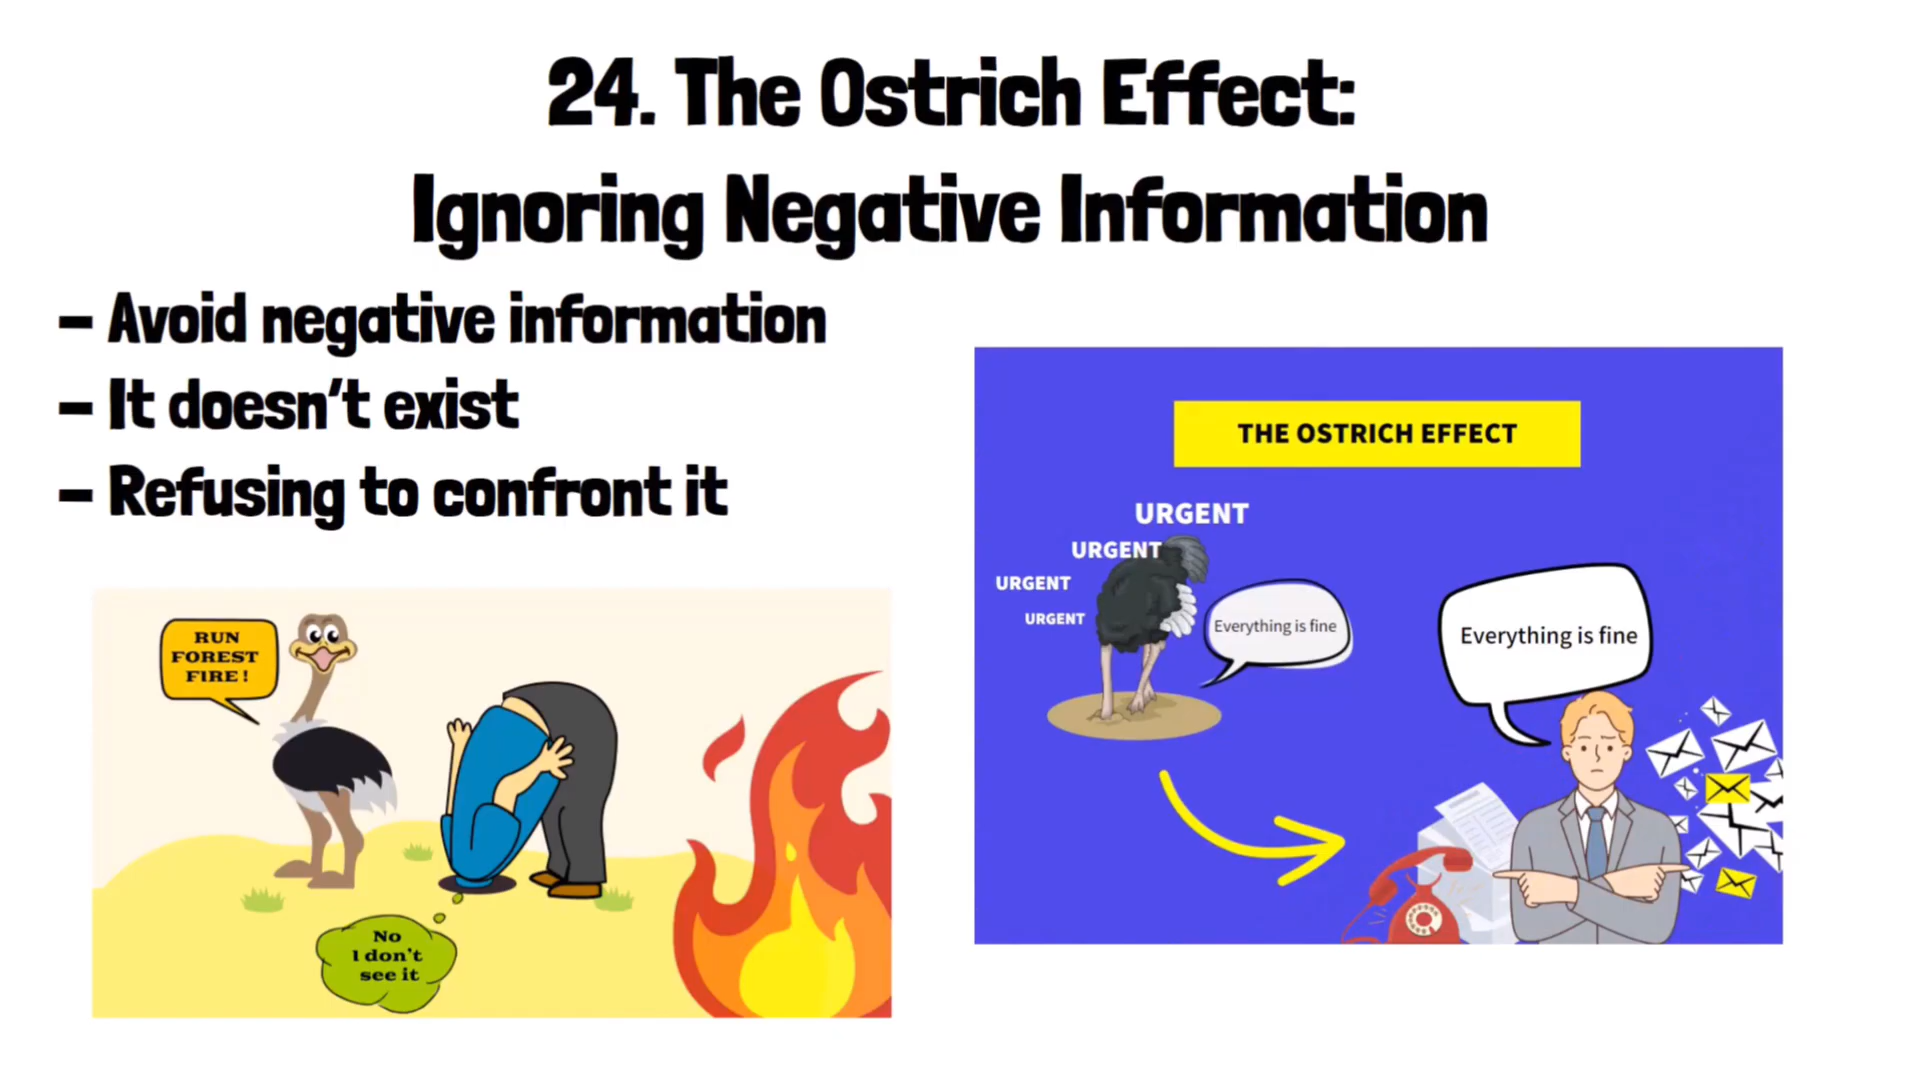 24. The Ostrich Effect:
Ignoring Negative Information
– Avoid negative information
– It doesn't exist
– Refusing to confront it
RUN
FOREST
FIRE!
No
I don't
see it
THE OSTRICH EFFECT
URGENT
URGENT
URGENT
URGENT
Everything is fine
Everything is fine